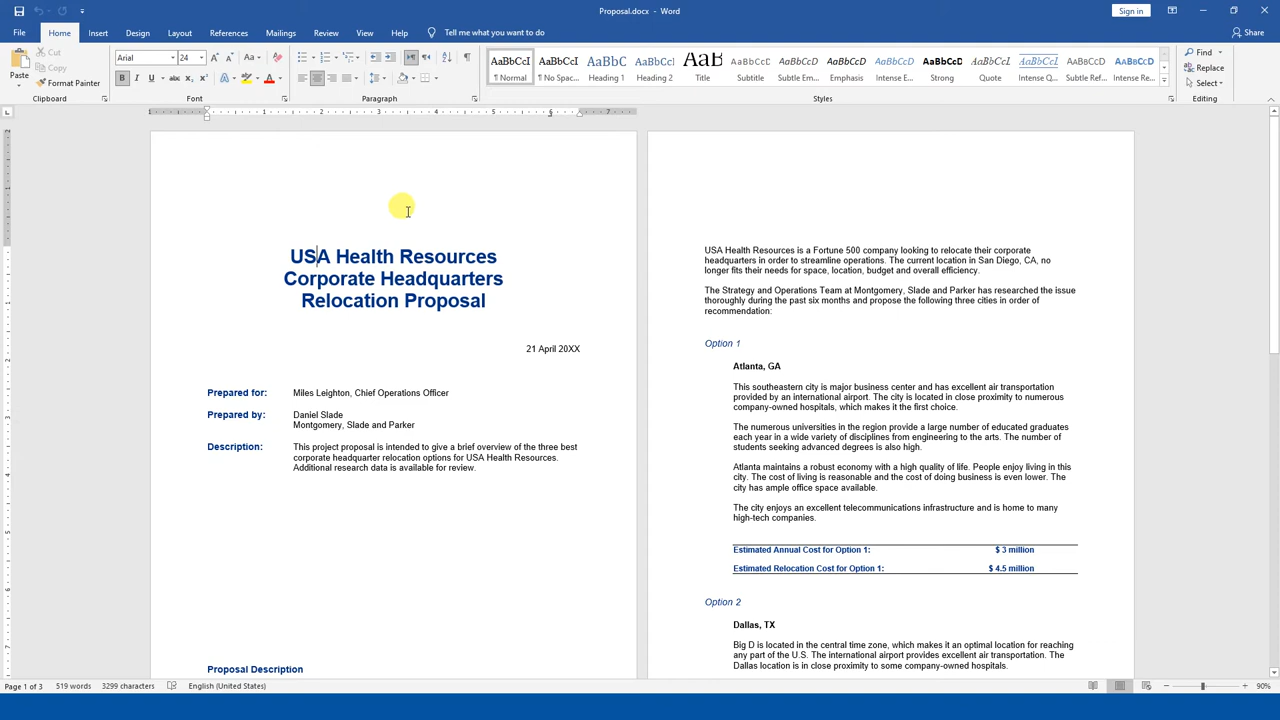 Proposal.docx - Word
Sign in
File Home Insert Design Layout References Mailings Review View Help Tell me what you want to do
Share
Paste
Cut
Copy
Format Painter
Clipboard
Arial 24
Font
Paragraph
AaBbCcI AaBbCcI AaBbC AaBbCcI AaB AaBbCcD AaBbCcD AaBbCcD AaBbCcD AaBbCcD AaBbCcD AaBbCcD AABBCCD AABBCCD
¶ Normal ¶ No Spac... Heading 1 Heading 2 Title Subtitle Subtle Em... Emphasis Intense E... Strong Quote Intense Q... Subtle Ref... Intense Re...
Styles
Find
Replace
Select
Editing
USA Health Resources
Corporate Headquarters
Relocation Proposal
21 April 20XX
Prepared for: Miles Leighton, Chief Operations Officer
Prepared by: Daniel Slade
Montgomery, Slade and Parker
Description: This project proposal is intended to give a brief overview of the three best
corporate headquarter relocation options for USA Health Resources.
Additional research data is available for review.
Proposal Description
USA Health Resources is a Fortune 500 company looking to relocate their corporate
headquarters in order to streamline operations. The current location in San Diego, CA, no
longer fits their needs for space, location, budget and overall efficiency.
The Strategy and Operations Team at Montgomery, Slade and Parker has researched the issue
thoroughly during the past six months and propose the following three cities in order of
recommendation:
Option 1
Atlanta, GA
This southeastern city is major business center and has excellent air transportation
provided by an international airport. The city is located in close proximity to numerous
company-owned hospitals, which makes it the first choice.
The numerous universities in the region provide a large number of educated graduates
each year in a wide variety of disciplines from engineering to the arts. The number of
students seeking advanced degrees is also high.
Atlanta maintains a robust economy with a high quality of life. People enjoy living in this
city. The cost of living is reasonable and the cost of doing business is even lower. The
city has ample office space available.
The city enjoys an excellent telecommunications infrastructure and is home to many
high-tech companies.
Estimated Annual Cost for Option 1: $ 3 million
Estimated Relocation Cost for Option 1: $ 4.5 million
Option 2
Dallas, TX
Big D is located in the central time zone, which makes it an optimal location for reaching
any part of the U.S. The international airport provides excellent air transportation. The
Dallas location is in close proximity to some company-owned hospitals.
Page 1 of 3 519 words 3299 characters English (United States) 90%